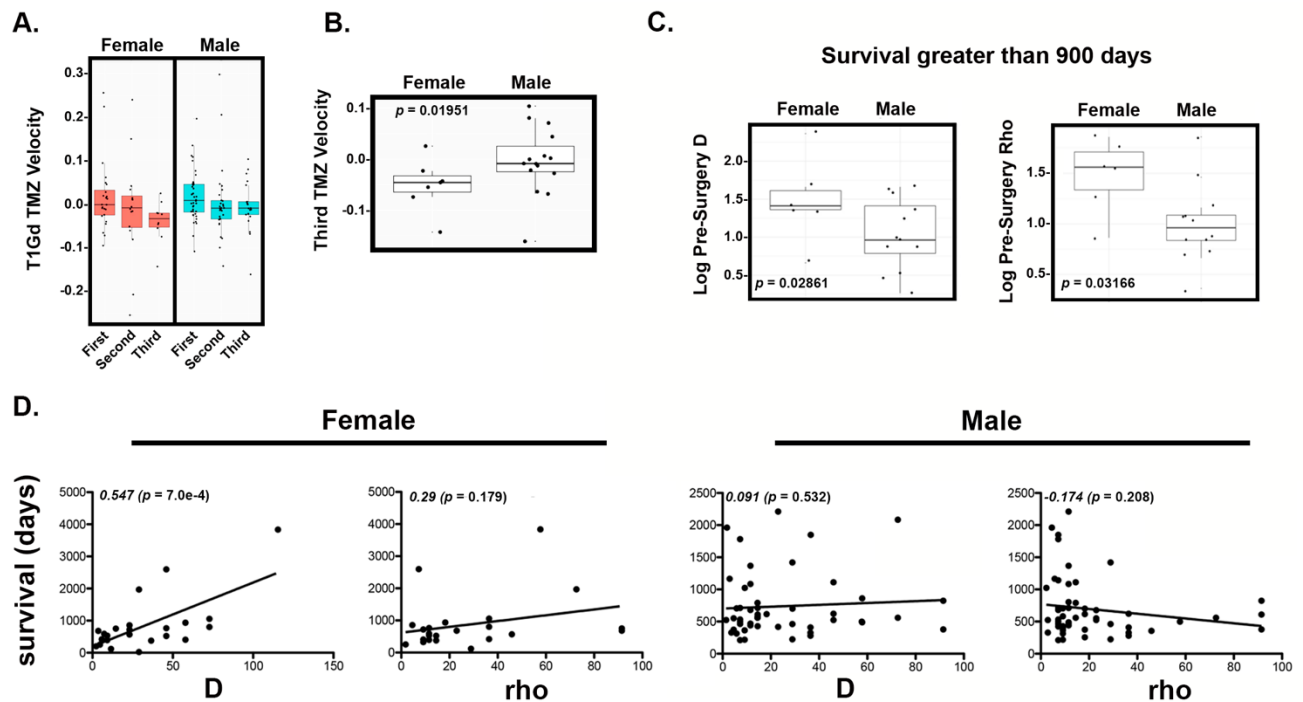 A.
Female Male
T1Gd TMZ Velocity
0.3
0.2
0.1
0.0
-0.1
-0.2
First Second Third First Second Third
B.
Female Male
Third TMZ Velocity
p = 0.01951
0.1
0.0
-0.1
C.
Survival greater than 900 days
Female Male
Log Pre-Surgery D
2.0
1.5
1.0
0.5
p = 0.02861
Female Male
Log Pre-Surgery Rho
1.5
1.0
0.5
p = 0.03166
D.
Female
survival (days)
0.547 (p = 7.0e-4)
5000
4000
3000
2000
1000
0
0 50 100 150
D
0.29 (p = 0.179)
5000
4000
3000
2000
1000
0
0 20 40 60 80 100
rho
Male
0.091 (p = 0.532)
2500
2000
1500
1000
500
0
0 20 40 60 80 100
D
-0.174 (p = 0.208)
2500
2000
1500
1000
500
0
0 20 40 60 80 100
rho